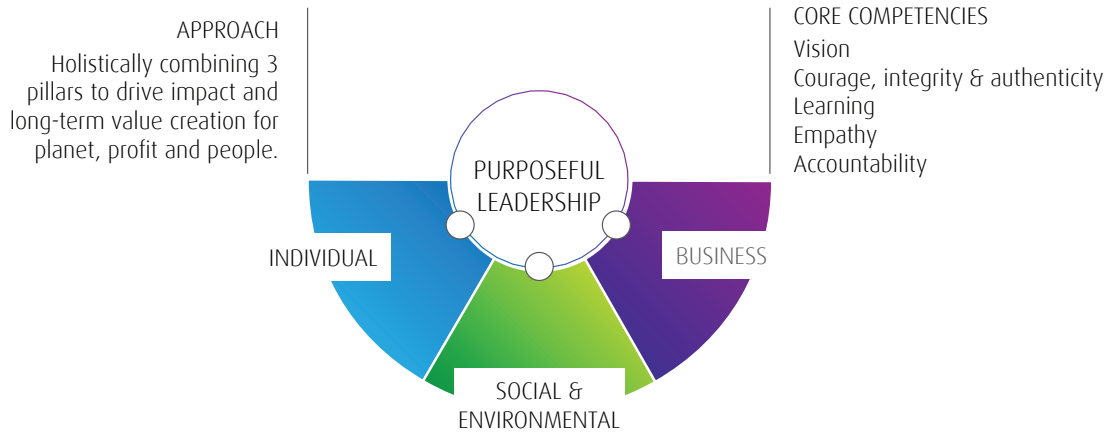 APPROACH
Holistically combining 3
pillars to drive impact and
long-term value creation for
planet, profit and people.
CORE COMPETENCIES
Vision
Courage, integrity & authenticity
Learning
Empathy
Accountability
PURPOSEFUL
LEADERSHIP
INDIVIDUAL
BUSINESS
SOCIAL &
ENVIRONMENTAL